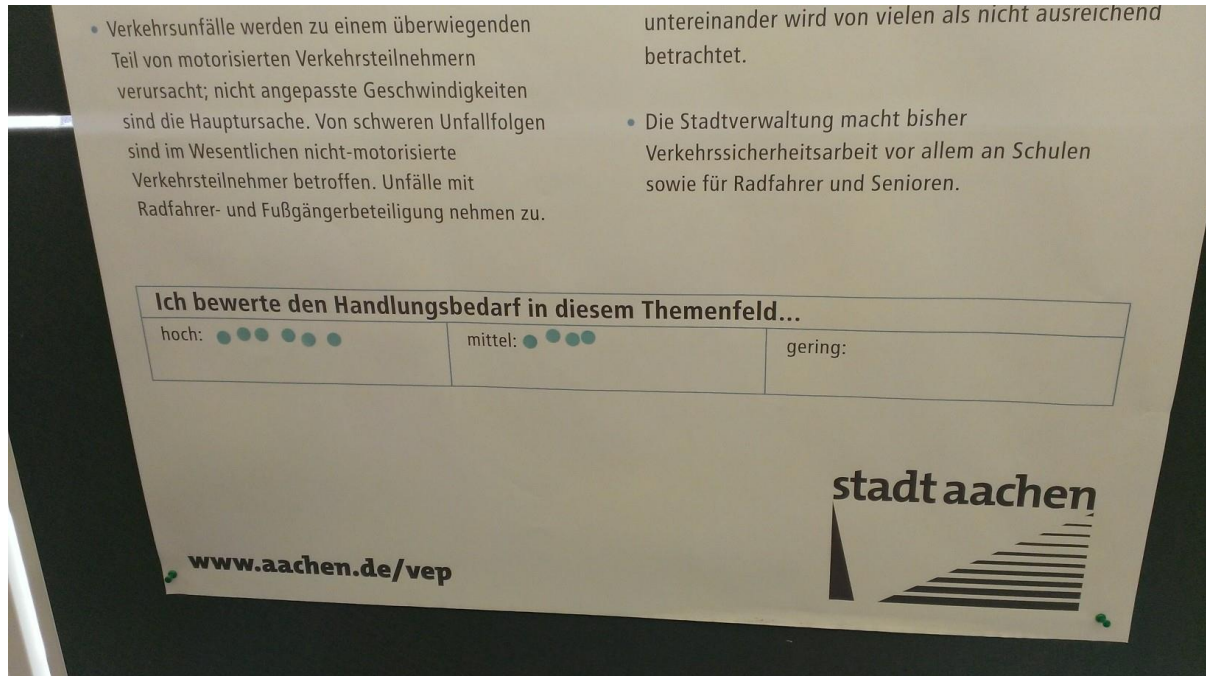 • Verkehrsunfälle werden zu einem überwiegenden
Teil von motorisierten Verkehrsteilnehmern
verursacht; nicht angepasste Geschwindigkeiten
sind die Hauptursache. Von schweren Unfallfolgen
sind im Wesentlichen nicht-motorisierte
Verkehrsteilnehmer betroffen. Unfälle mit
Radfahrer- und Fußgängerbeteiligung nehmen zu.
untereinander wird von vielen als nicht ausreichend
betrachtet.
• Die Stadtverwaltung macht bisher
Verkehrssicherheitsarbeit vor allem an Schulen
sowie für Radfahrer und Senioren.
Ich bewerte den Handlungsbedarf in diesem Themenfeld...
hoch:
mittel:
gering:
stadt aachen
www.aachen.de/vep